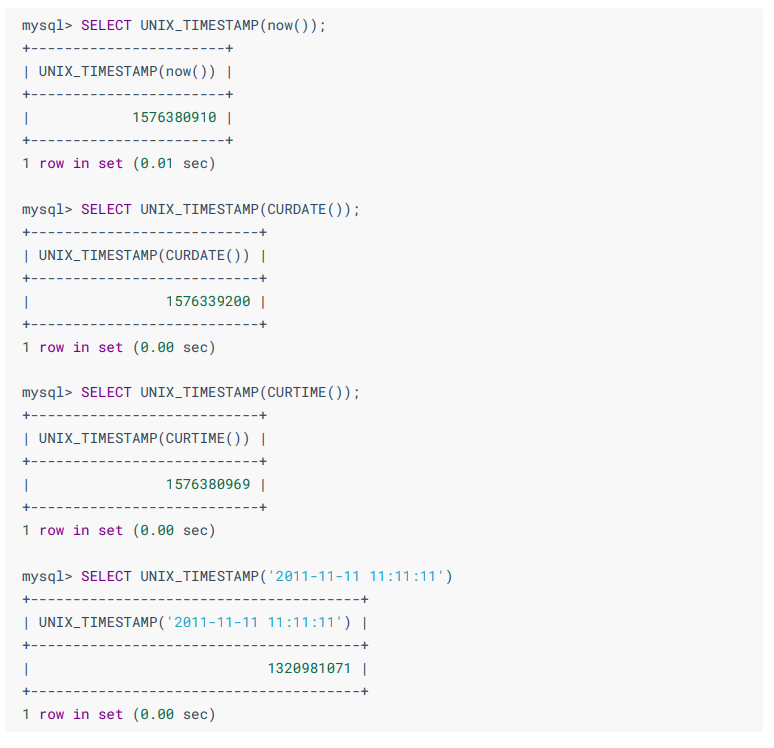 mysql> SELECT UNIX_TIMESTAMP(now());
+-----------------------+
| UNIX_TIMESTAMP(now()) |
+-----------------------+
|            1576380910 |
+-----------------------+
1 row in set (0.01 sec)

mysql> SELECT UNIX_TIMESTAMP(CURDATE());
+---------------------------+
| UNIX_TIMESTAMP(CURDATE()) |
+---------------------------+
|                1576339200 |
+---------------------------+
1 row in set (0.00 sec)

mysql> SELECT UNIX_TIMESTAMP(CURTIME());
+---------------------------+
| UNIX_TIMESTAMP(CURTIME()) |
+---------------------------+
|                1576380969 |
+---------------------------+
1 row in set (0.00 sec)

mysql> SELECT UNIX_TIMESTAMP('2011-11-11 11:11:11')
+---------------------------------------+
| UNIX_TIMESTAMP('2011-11-11 11:11:11') |
+---------------------------------------+
|                            1320981071 |
+---------------------------------------+
1 row in set (0.00 sec)